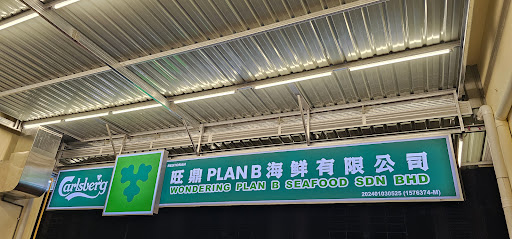 Carlsberg
旺鼎 PLAN B 海鲜有限公司
WONDERING PLAN B SEAFOOD SDN BHD
202401030525 (1576374-M)